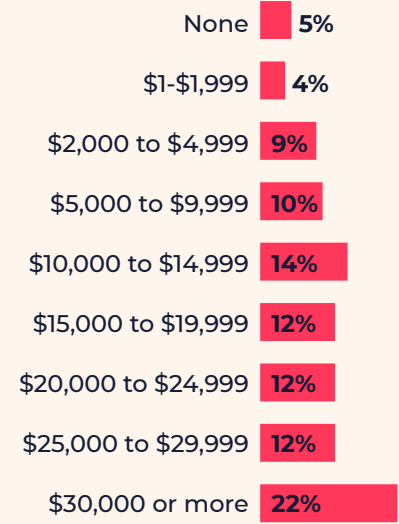 None 5%
$1-$1,999 4%
$2,000 to $4,999 9%
$5,000 to $9,999 10%
$10,000 to $14,999 14%
$15,000 to $19,999 12%
$20,000 to $24,999 12%
$25,000 to $29,999 12%
$30,000 or more 22%